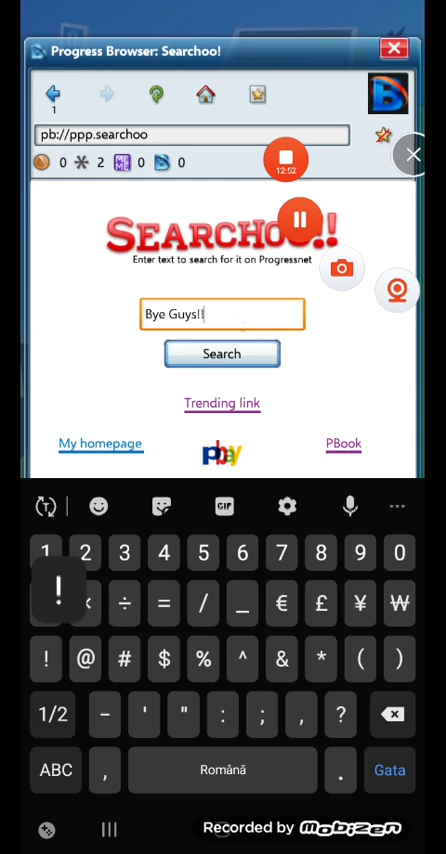 Progress Browser: Searchoo!
1
pb://ppp.searchoo
0 2 MEME 0 0
12:52
SEARCHOO!!
Enter text to search for it on Progressnet
Bye Guys!!
Search
Trending link
My homepage pbay PBook
T GIF ...
1 2 3 4 5 6 7 8 9 0
! × ÷ = / _ € £ ¥ ₩
! @ # $ % ^ & * ( )
1/2 - ' " : ; , ?
ABC , Română . Gata
Recorded by mobizen